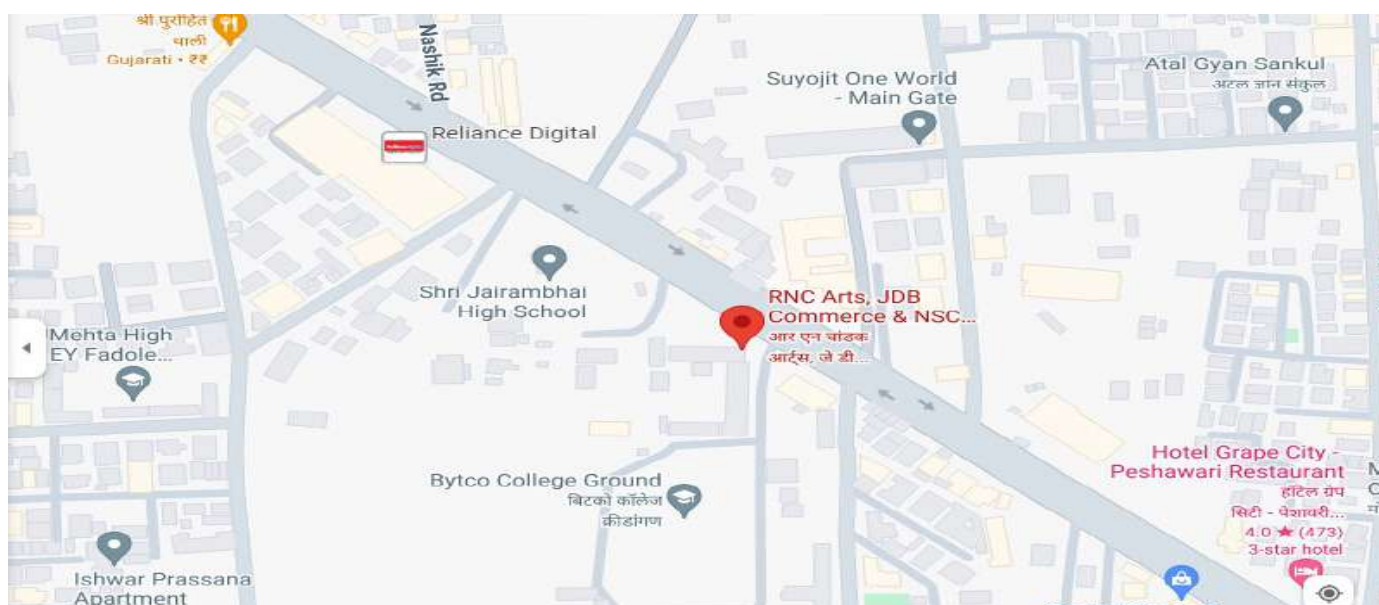 श्री पुरोहित
थाली
Gujarati • ₹₹
Nashik Rd
Reliance Digital
Suyojit One World
- Main Gate
Atal Gyan Sankul
अटल ज्ञान संकुल
Shri Jairambhai
High School
RNC Arts, JDB
Commerce & NSC...
आर एन चांडक
आर्ट्स, जे डी....
Mehta High
EY Fadole...
Bytco College Ground
बिटको कॉलेज
क्रीडांगण
Hotel Grape City -
Peshawari Restaurant
हॉटेल ग्रेप
सिटी - पेशावरी...
4.0 ★ (473)
3-star hotel
Ishwar Prassana
Apartment